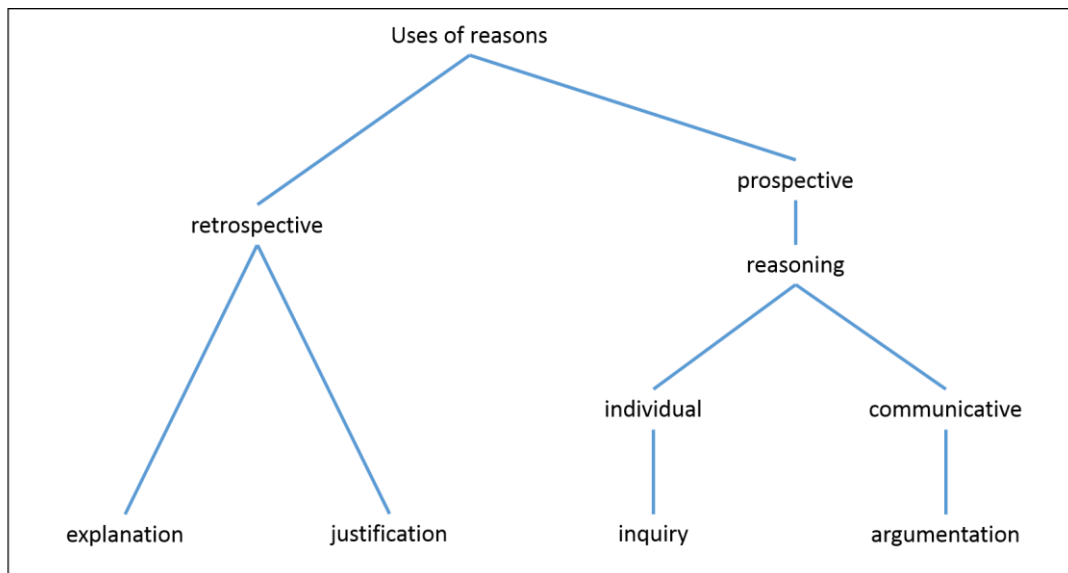 Uses of reasons
prospective
retrospective
reasoning
individual
communicative
explanation
justification
inquiry
argumentation